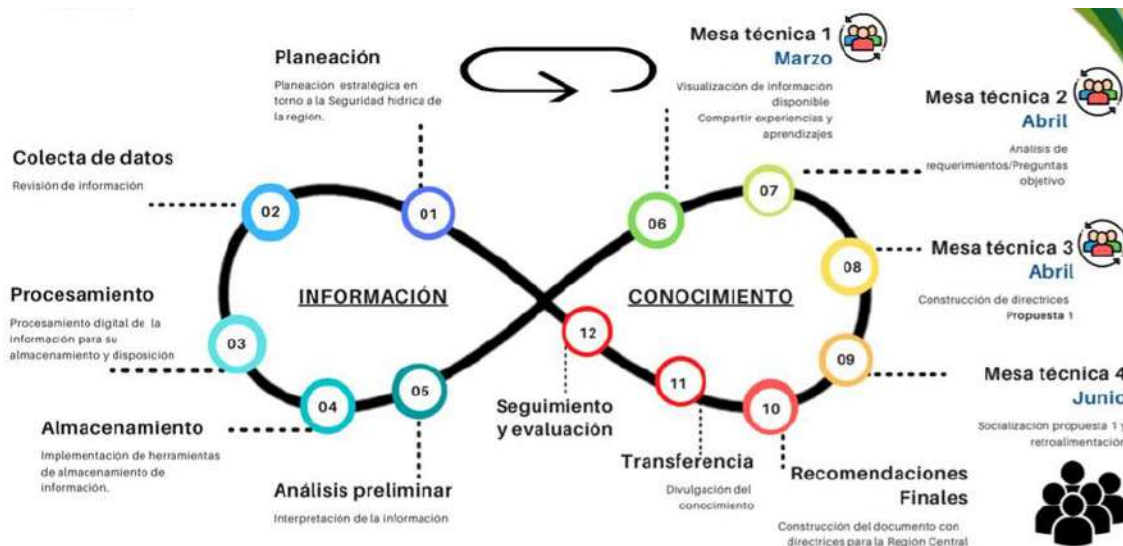 Planeación
Planeación estratégica en
torno a la Seguridad hídrica de
la región.
Colecta de datos
Revisión de información
Procesamiento
Procesamiento digital de la
información para su
almacenamiento y disposición
Almacenamiento
Implementación de herramientas
de almacenamiento de
información.
Análisis preliminar
Interpretación de la información
02
01
03
04
05
INFORMACIÓN
CONOCIMIENTO
06
07
08
09
10
11
12
Mesa técnica 1
Marzo
Visualización de información
disponible
Compartir experiencias y
aprendizajes
Mesa técnica 2
Abril
Análisis de
requerimientos/Preguntas
objetivo
Mesa técnica 3
Abril
Construcción de directrices
Propuesta 1
Mesa técnica 4
Junio
Socialización propuesta 1 y
retroalimentación
Recomendaciones
Finales
Construcción del documento con
directrices para la Región Central
Transferencia
Divulgación del
conocimiento
Seguimiento
y evaluación